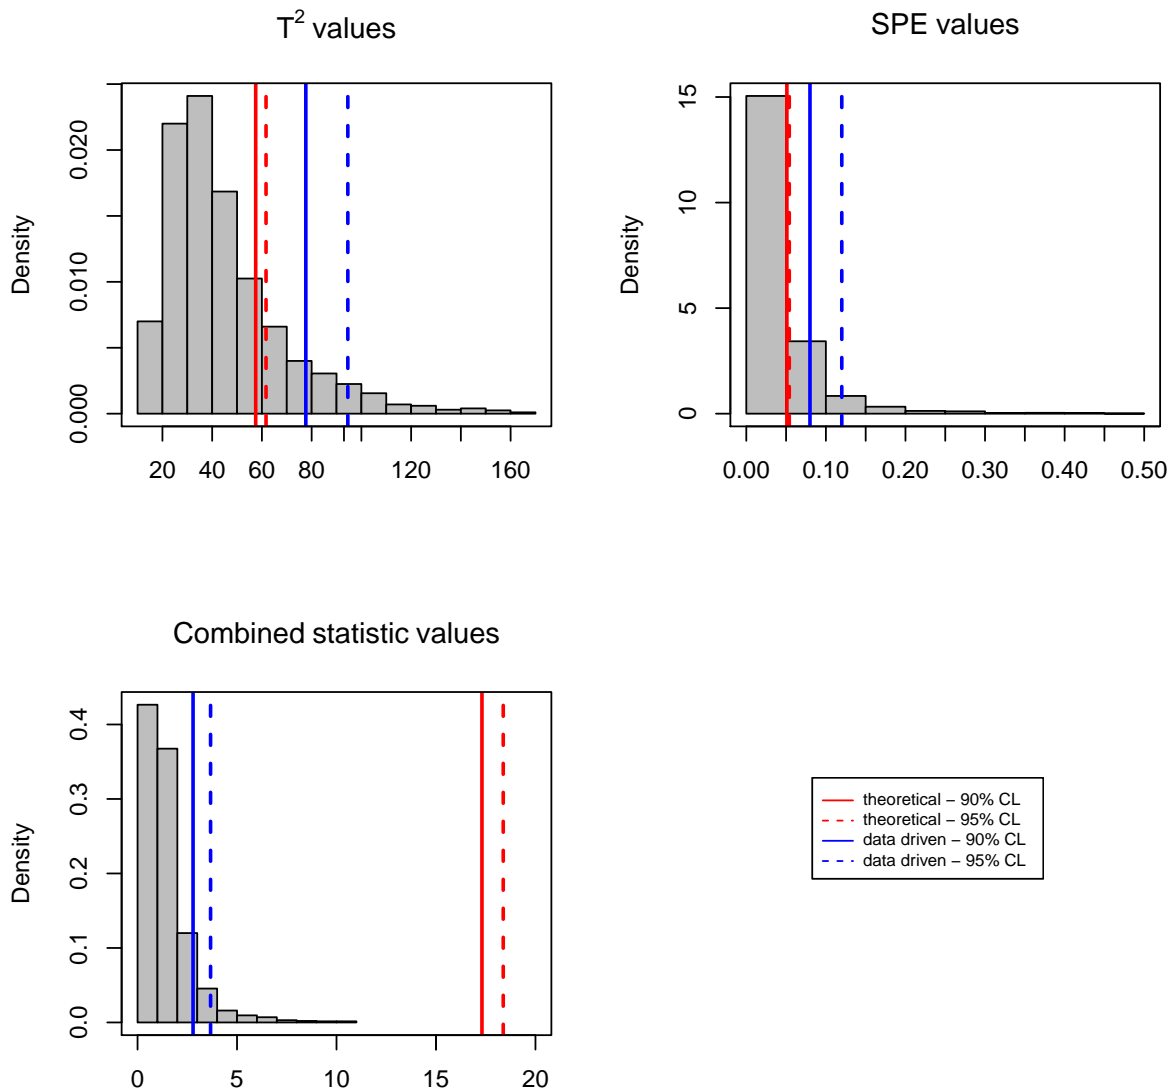 T² values
Density
0.000 0.010 0.020
20 40 60 80 120 160
SPE values
Density
0 5 10 15
0.00 0.10 0.20 0.30 0.40 0.50
Combined statistic values
Density
0.0 0.1 0.2 0.3 0.4
0 5 10 15 20
theoretical − 90% CL
theoretical − 95% CL
data driven − 90% CL
data driven − 95% CL